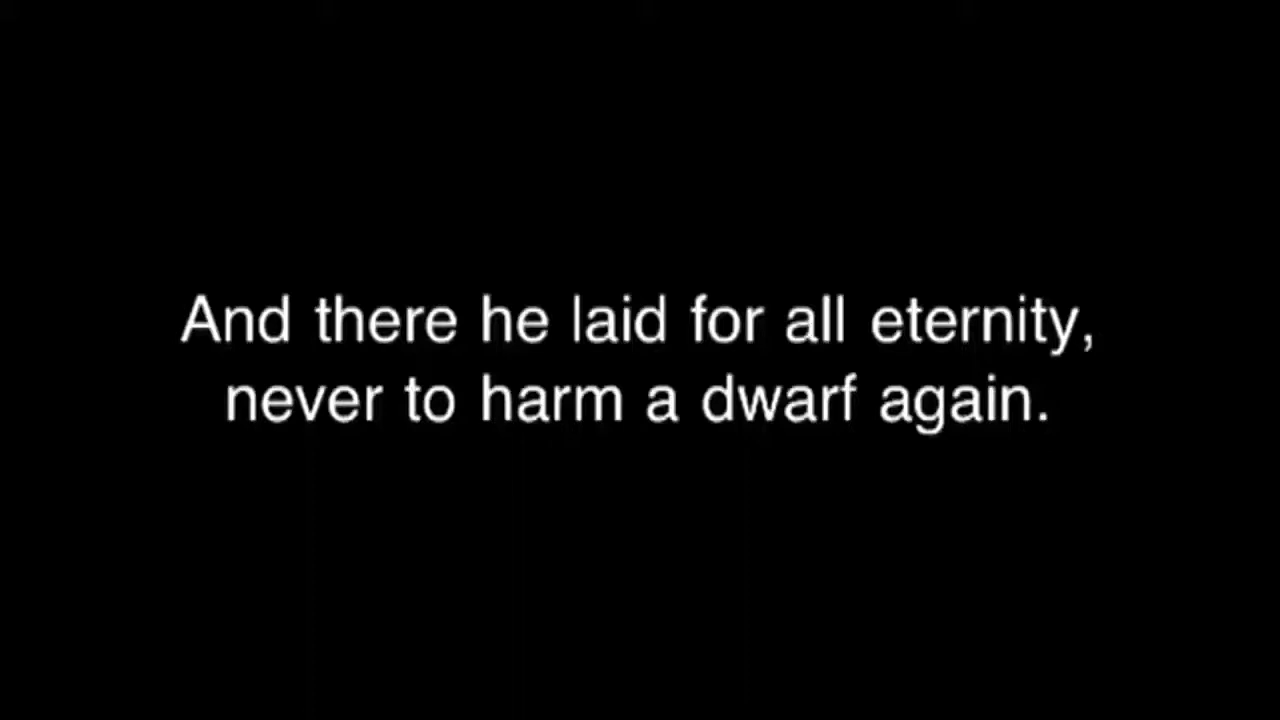 And there he laid for all eternity,
never to harm a dwarf again.